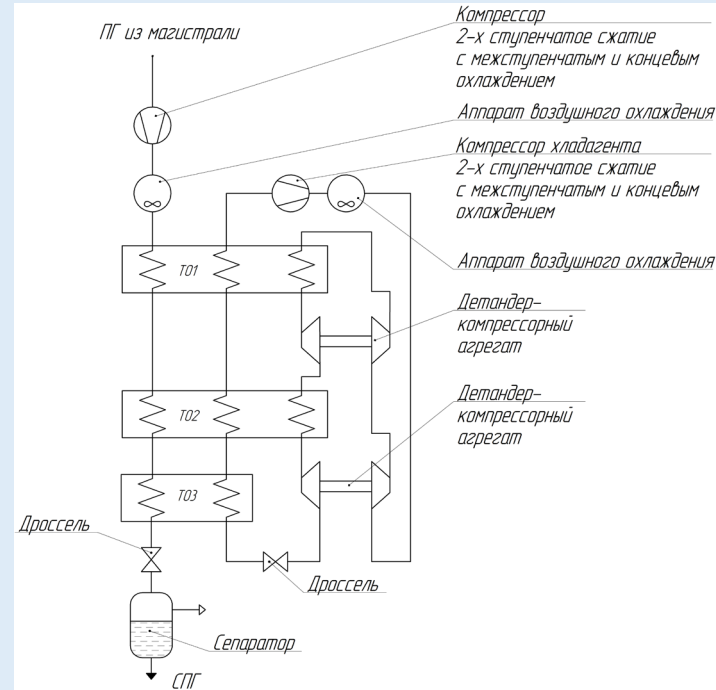 ПГ из магистрали
Компрессор
2-х ступенчатое сжатие
с межступенчатым и концевым
охлаждением
Аппарат воздушного охлаждения
Компрессор хладагента
2-х ступенчатое сжатие
с межступенчатым и концевым
охлаждением
Аппарат воздушного охлаждения
ТО1
Детандер-
компрессорный
агрегат
Детандер-
компрессорный
агрегат
ТО2
ТО3
Дроссель
Дроссель
Сепаратор
СПГ